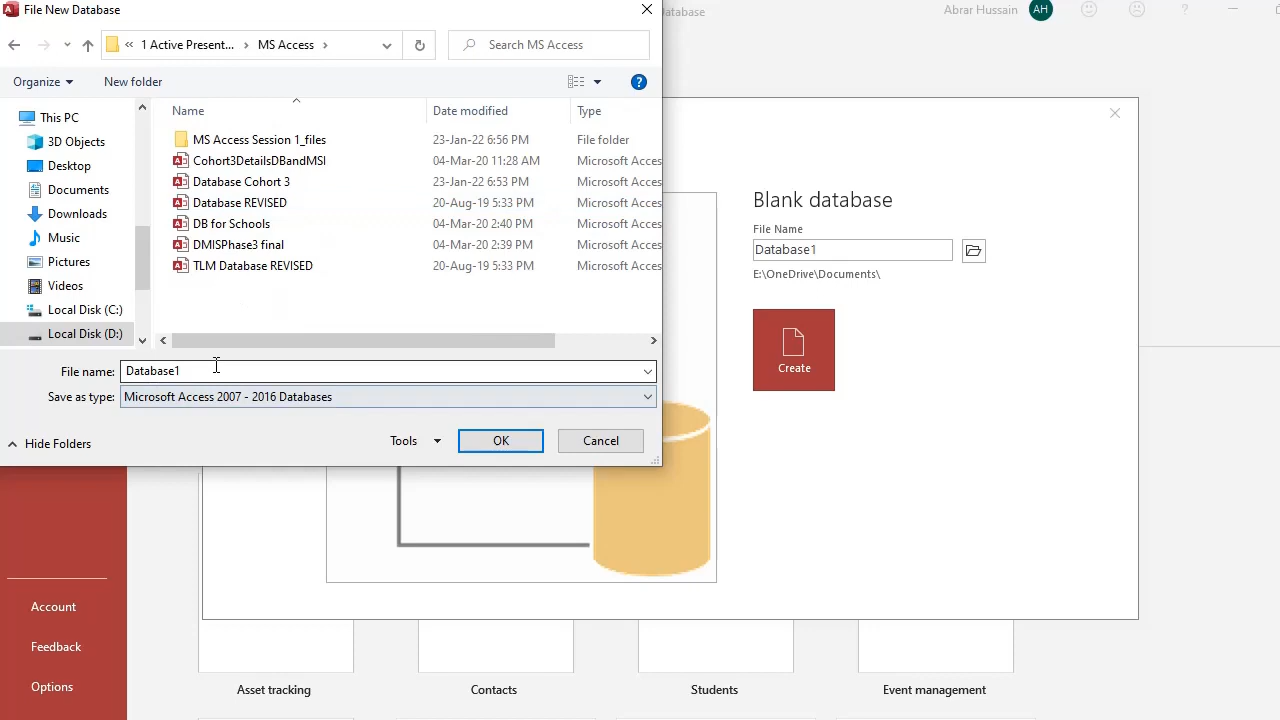 File New Database
Database
Abrar Hussain
AH
1 Active Present...
MS Access
Search MS Access
Organize
New folder
Name
Date modified
Type
This PC
3D Objects
Desktop
Documents
Downloads
Music
Pictures
Videos
Local Disk (C:)
Local Disk (D:)
MS Access Session 1_files 23-Jan-22 6:56 PM File folder
Cohort3DetailsDBandMSI 04-Mar-20 11:28 AM Microsoft Acces
Database Cohort 3 23-Jan-22 6:53 PM Microsoft Acces
Database REVISED 20-Aug-19 5:33 PM Microsoft Acces
DB for Schools 04-Mar-20 2:40 PM Microsoft Acces
DMISPhase3 final 04-Mar-20 2:39 PM Microsoft Acces
TLM Database REVISED 20-Aug-19 5:33 PM Microsoft Acces
File name: Database1
Save as type: Microsoft Access 2007 - 2016 Databases
Hide Folders
Tools
OK
Cancel
Blank database
File Name
Database1
E:\OneDrive\Documents\
Create
Account
Feedback
Options
Asset tracking
Contacts
Students
Event management